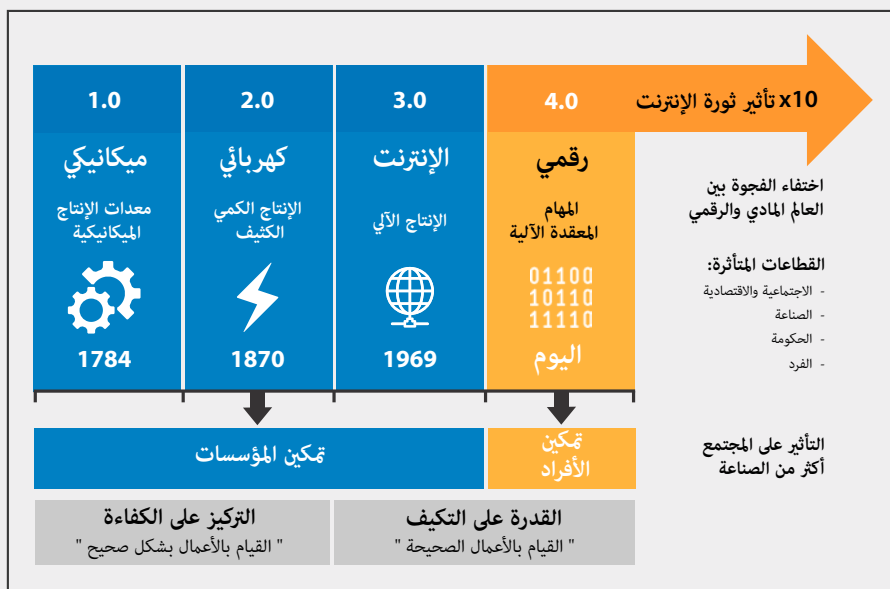 1.0
2.0
3.0
4.0
x10 تأثير ثورة الإنترنت
ميكانيكي
معدات الإنتاج
الميكانيكية
1784
كهربائي
الإنتاج الكمي
الكثيف
1870
الإنترنت
الإنتاج الآلي
1969
رقمي
المهام
المعقدة الآلية
01100
10110
11110
اليوم
اختفاء الفجوة بين
العالم المادي والرقمي
القطاعات المتأثرة:
- الاجتماعية والاقتصادية
- الصناعة
- الحكومة
- الفرد
تمكين المؤسسات
تمكين
الأفراد
التأثير على المجتمع
أكثر من الصناعة
التركيز على الكفاءة
" القيام بالأعمال بشكل صحيح "
القدرة على التكيف
" القيام بالأعمال الصحيحة "